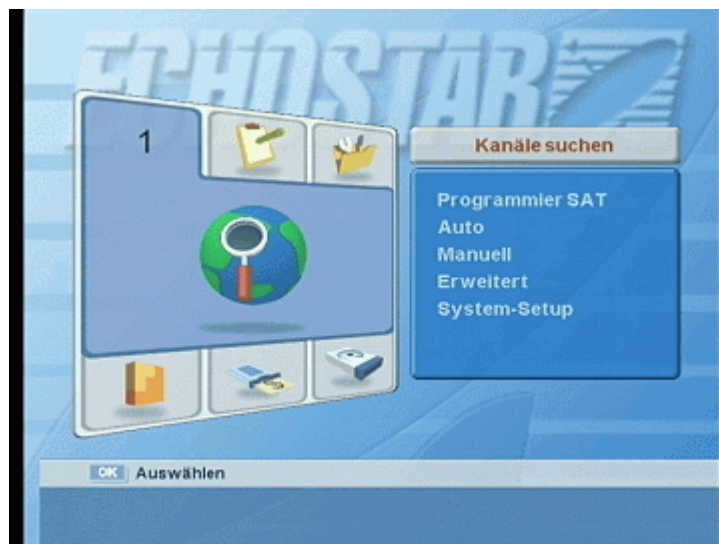 ECHOSTAR
1
Kanäle suchen
Programmier SAT
Auto
Manuell
Erweitert
System-Setup
OK Auswählen